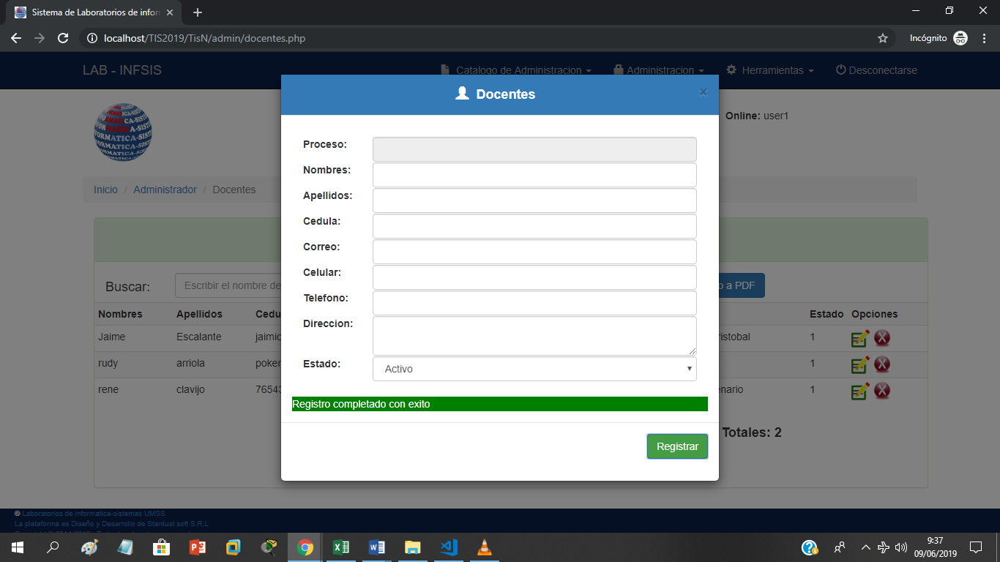 Sistema de Laboratorios de infor
localhost/TIS2019/TisN/admin/docentes.php
Incógnito
LAB - INFSIS
Catalogo de Administracion
Administracion
Herramientas
Desconectarse
Docentes
×
Online: user1
Inicio / Administrador / Docentes
Proceso:
Nombres:
Apellidos:
Cedula:
Correo:
Celular:
Telefono:
Direccion:
Estado:
Activo
Registro completado con exito
Registrar
Buscar:
Escribir el nombre de
a PDF
Nombres Apellidos Cedu Estado Opciones
Jaime Escalante jaimic ristobal 1
rudy arriola poker 1
rene clavijo 7654 enario 1
Totales: 2
© Laboratorios de informatica-sistemas UMSS
La plataforma es Diseño y Desarrollo de Stardust soft S.R.L
9:37
09/06/2019